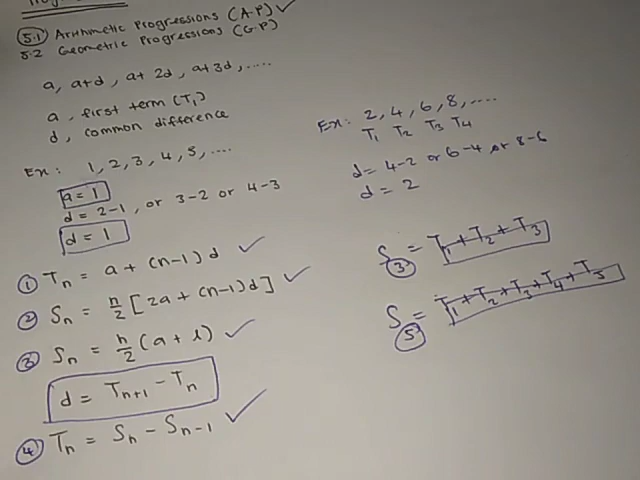 5.1 Arithmetic Progressions (A.P) ✓
5.2 Geometric Progressions (G.P)
a, a+d, a+2d, a+3d, .....
a, first term (T₁)
d, common difference
Ex: 1, 2, 3, 4, 5, ....
a = 1
d = 2-1, or 3-2 or 4-3
d = 1
① Tn = a + (n-1)d ✓
② Sn = n/2 [2a + (n-1)d] ✓
③ Sn = n/2 (a + l) ✓
d = Tn+1 - Tn
④ Tn = Sn - Sn-1 ✓
Ex: 2, 4, 6, 8, ....
T₁ T₂ T₃ T₄
d = 4-2 or 6-4 or 8-6
d = 2
S₃ = T₁+T₂+T₃
S₅ = T₁+T₂+T₃+T₄+T₅